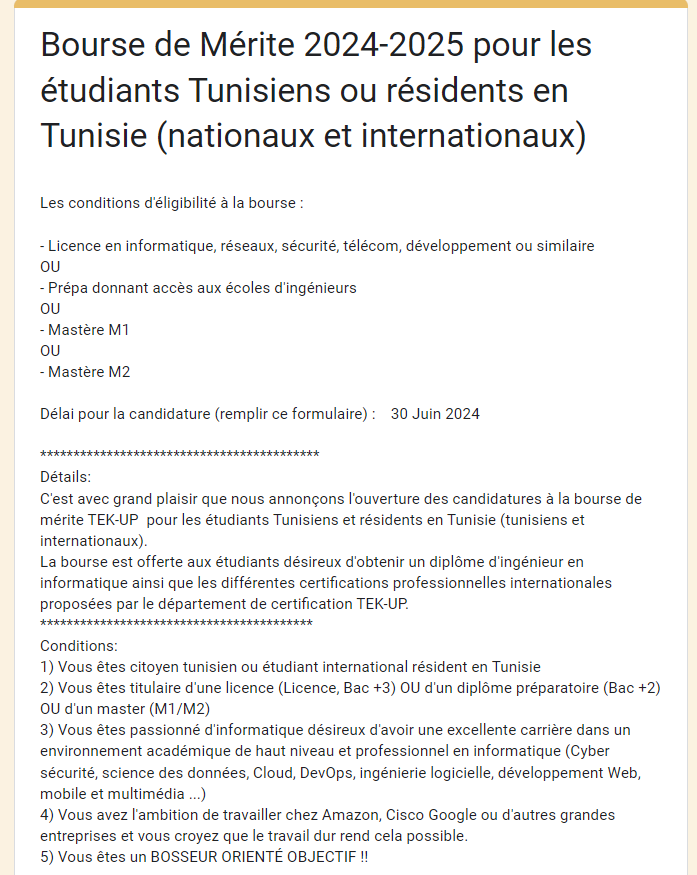 Bourse de Mérite 2024-2025 pour les
étudiants Tunisiens ou résidents en
Tunisie (nationaux et internationaux)
Les conditions d'éligibilité à la bourse :
- Licence en informatique, réseaux, sécurité, télécom, développement ou similaire
OU
- Prépa donnant accès aux écoles d'ingénieurs
OU
- Mastère M1
OU
- Mastère M2
Délai pour la candidature (remplir ce formulaire) :    30 Juin 2024
******************************************
Détails:
C'est avec grand plaisir que nous annonçons l'ouverture des candidatures à la bourse de
mérite TEK-UP  pour les étudiants Tunisiens et résidents en Tunisie (tunisiens et
internationaux).
La bourse est offerte aux étudiants désireux d'obtenir un diplôme d'ingénieur en
informatique ainsi que les différentes certifications professionnelles internationales
proposées par le département de certification TEK-UP.
*****************************************
Conditions:
1) Vous êtes citoyen tunisien ou étudiant international résident en Tunisie
2) Vous êtes titulaire d'une licence (Licence, Bac +3) OU d'un diplôme préparatoire (Bac +2)
OU d'un master (M1/M2)
3) Vous êtes passionné d'informatique désireux d'avoir une excellente carrière dans un
environnement académique de haut niveau et professionnel en informatique (Cyber
sécurité, science des données, Cloud, DevOps, ingénierie logicielle, développement Web,
mobile et multimédia ...)
4) Vous avez l'ambition de travailler chez Amazon, Cisco Google ou d'autres grandes
entreprises et vous croyez que le travail dur rend cela possible.
5) Vous êtes un BOSSEUR ORIENTÉ OBJECTIF !!